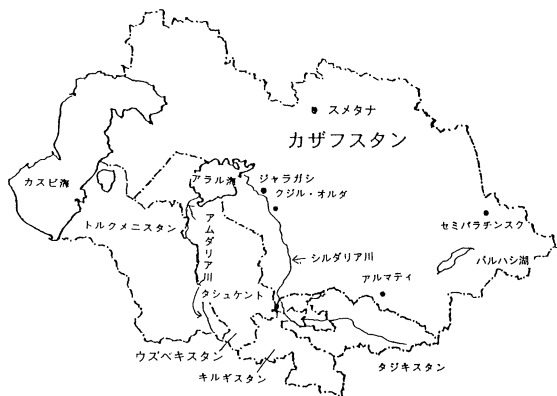 スメタナ
カザフスタン
カスピ海
アラル海
ジャラガシ
クジル・オルダ
トルクメニスタン
アムダリア川
セミパラチンスク
シルダリア川
バルハシ湖
アルマティ
タシュケント
ウズベキスタン
キルギスタン
タジキスタン